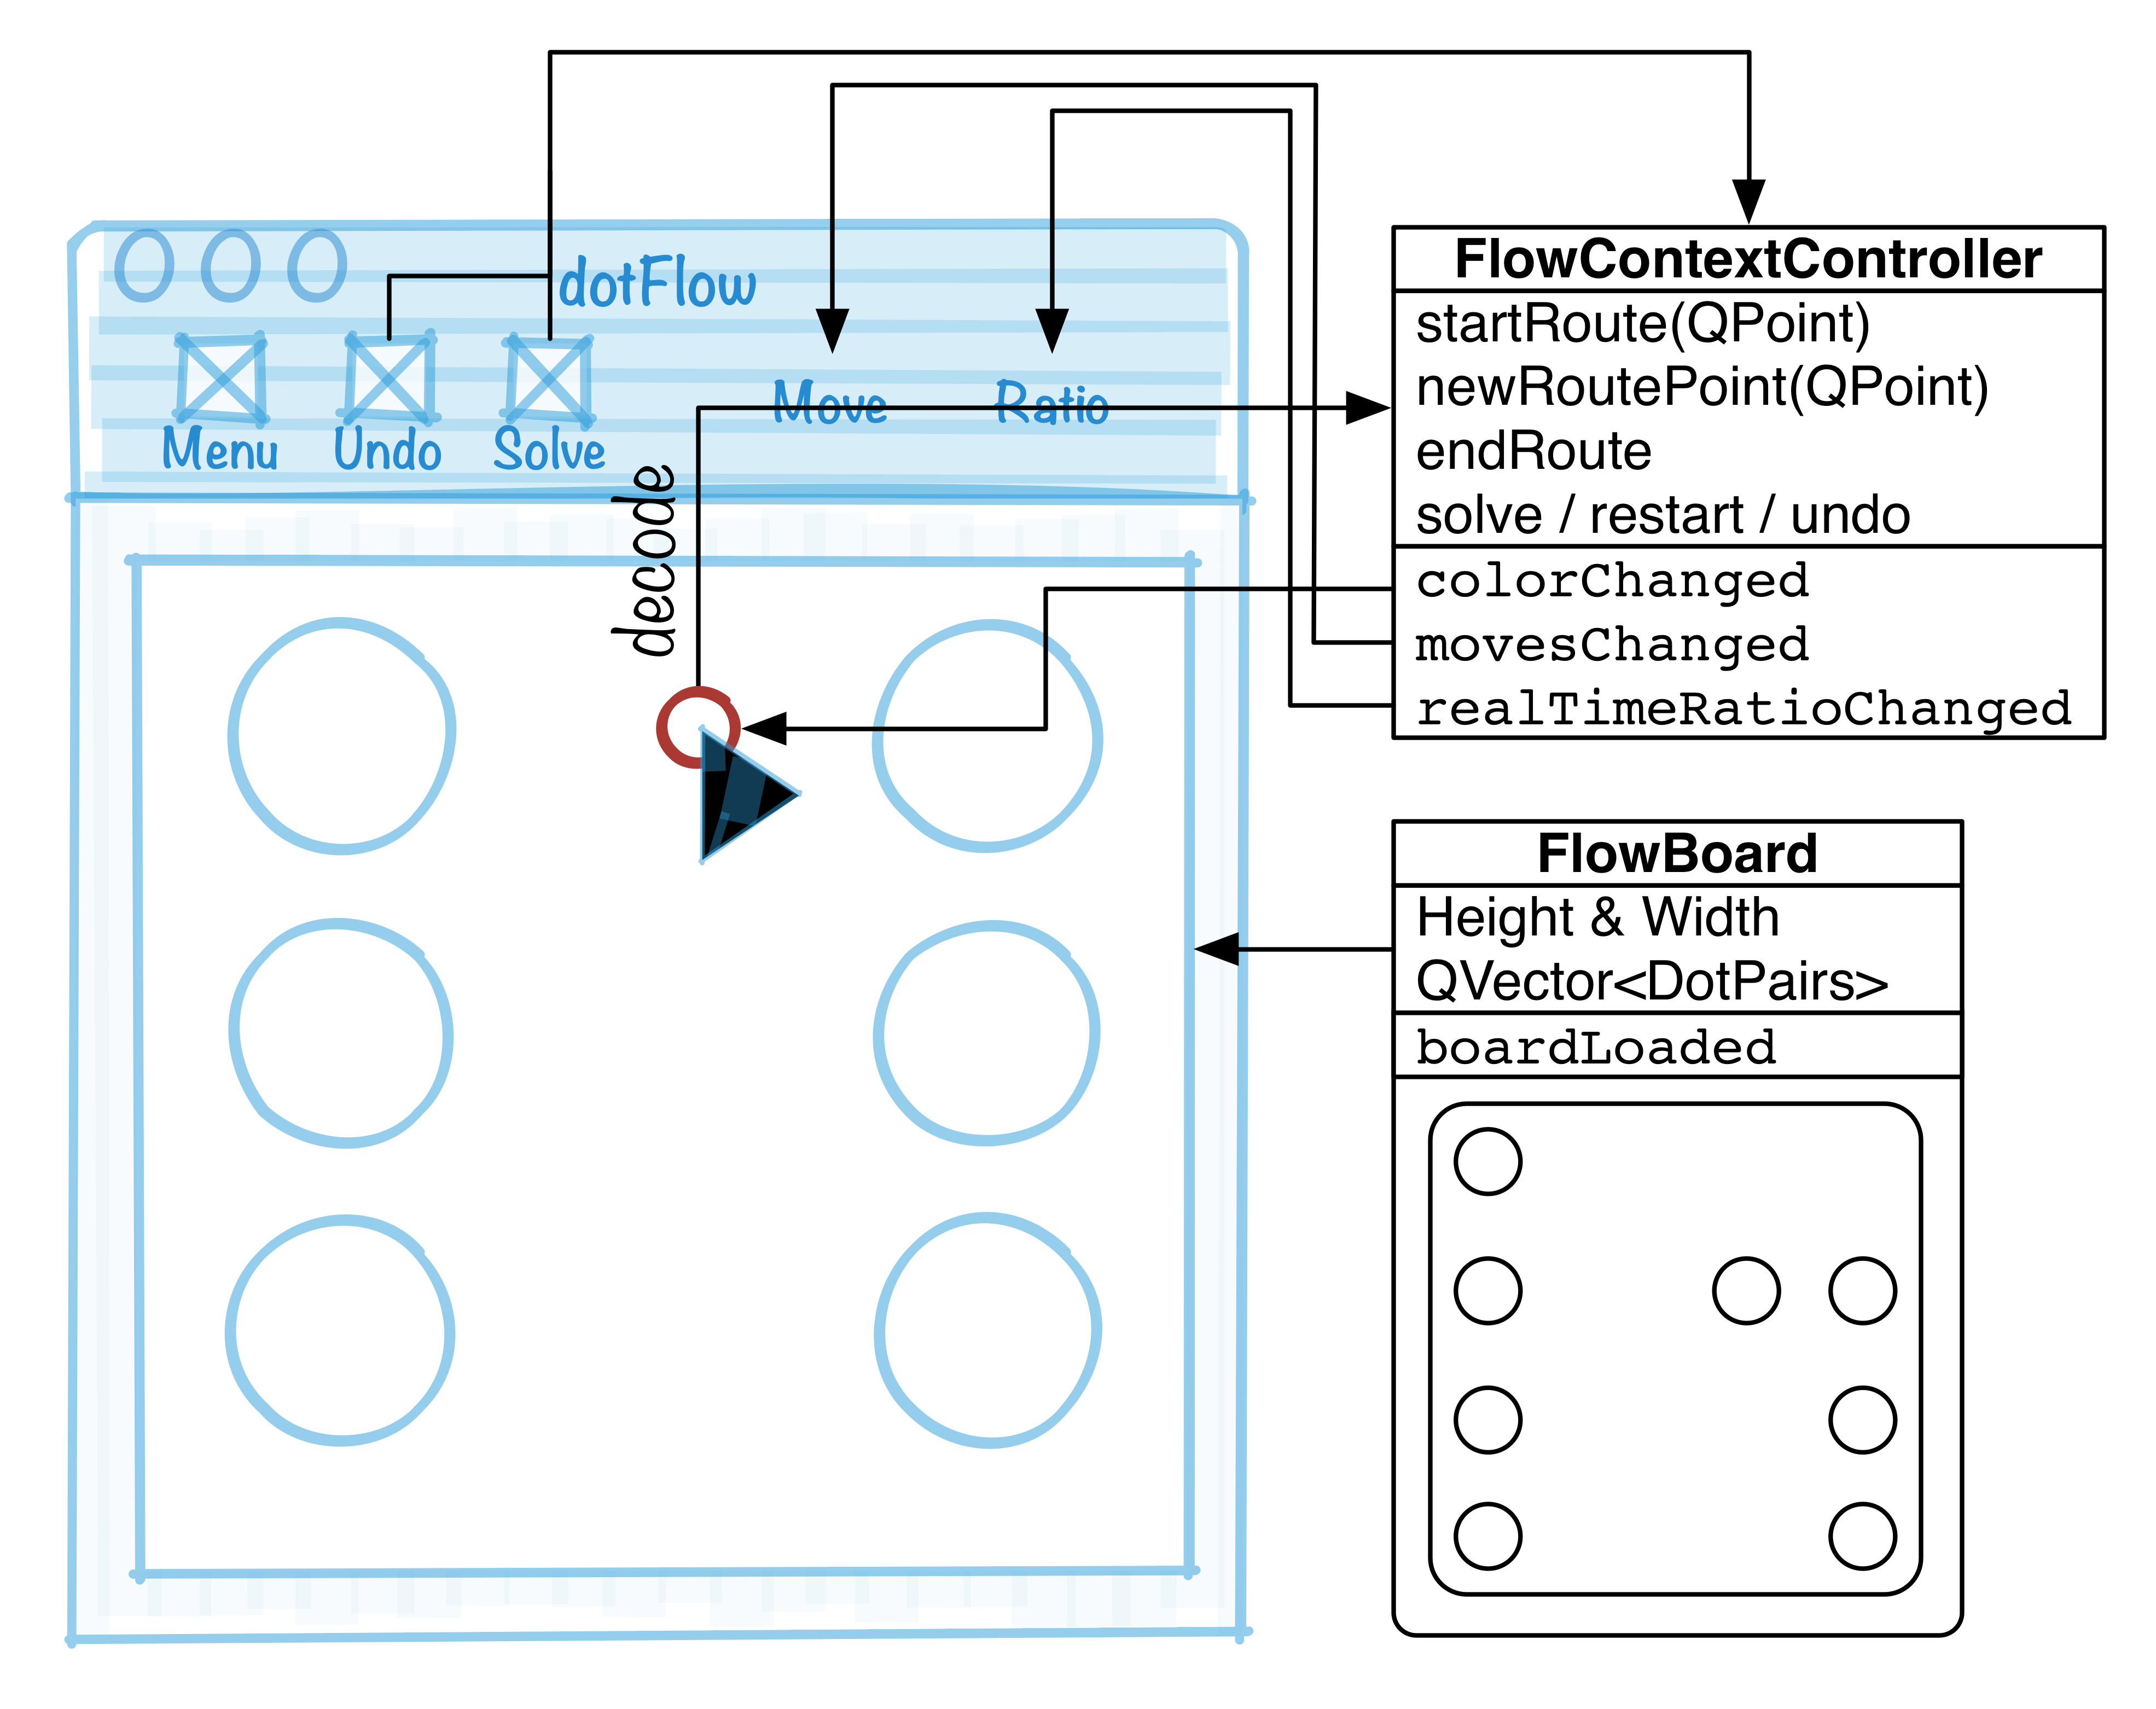 dotFlow
Menu
Undo
Solve
Move
Ratio
decode
FlowContextController
startRoute(QPoint)
newRoutePoint(QPoint)
endRoute
solve / restart / undo
colorChanged
movesChanged
realTimeRatioChanged
FlowBoard
Height & Width
QVector<DotPairs>
boardLoaded